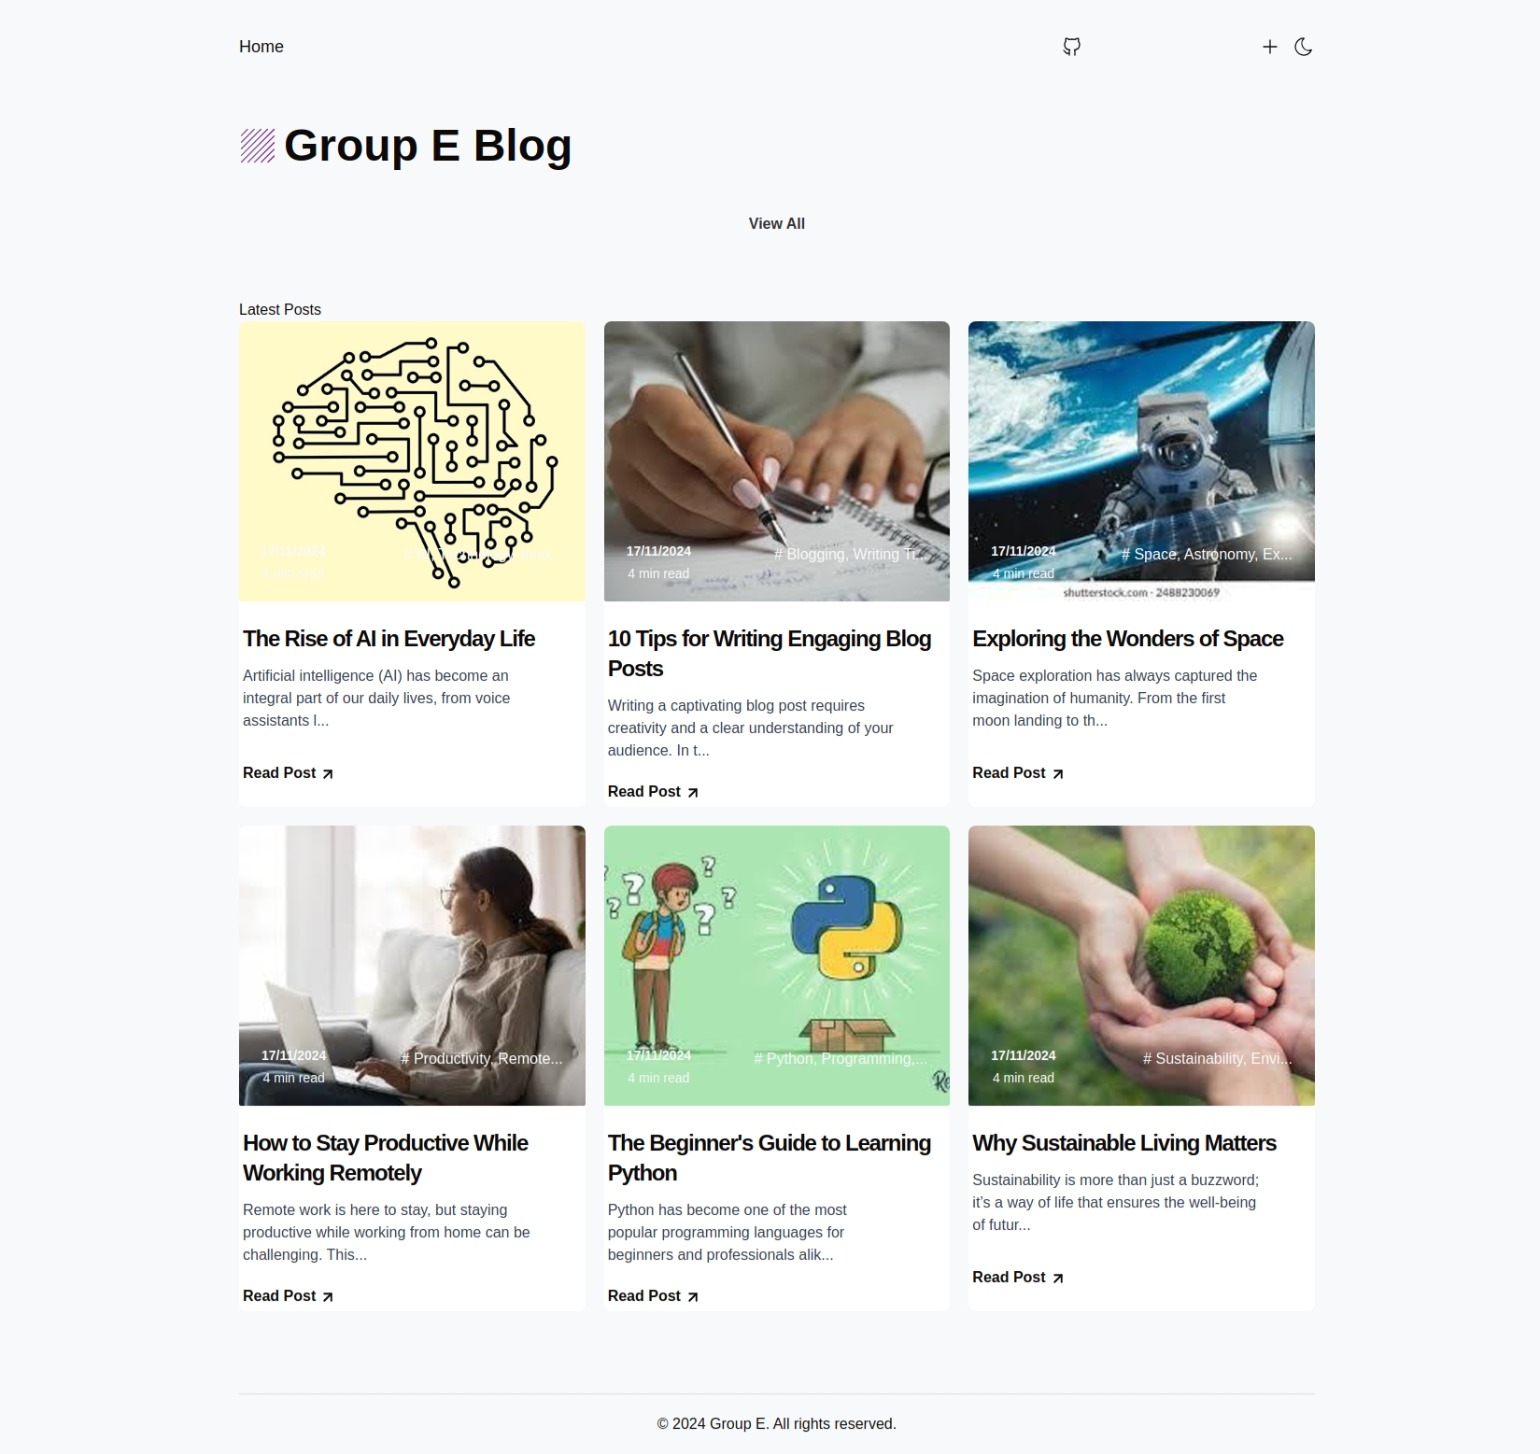 Home
Group E Blog
View All
Latest Posts
17/11/2024
4 min read
17/11/2024
4 min read
# Blogging, Writing Ti...
17/11/2024
4 min read
# Space, Astronomy, Ex...
shutterstock.com · 2488230069
The Rise of AI in Everyday Life
Artificial intelligence (AI) has become an
integral part of our daily lives, from voice
assistants l...
Read Post
10 Tips for Writing Engaging Blog
Posts
Writing a captivating blog post requires
creativity and a clear understanding of your
audience. In t...
Read Post
Exploring the Wonders of Space
Space exploration has always captured the
imagination of humanity. From the first
moon landing to th...
Read Post
17/11/2024
4 min read
# Productivity, Remote...
17/11/2024
4 min read
# Python, Programming,...
Re
17/11/2024
4 min read
# Sustainability, Envi...
How to Stay Productive While
Working Remotely
Remote work is here to stay, but staying
productive while working from home can be
challenging. This...
Read Post
The Beginner's Guide to Learning
Python
Python has become one of the most
popular programming languages for
beginners and professionals alik...
Read Post
Why Sustainable Living Matters
Sustainability is more than just a buzzword;
it's a way of life that ensures the well-being
of futur...
Read Post
© 2024 Group E. All rights reserved.